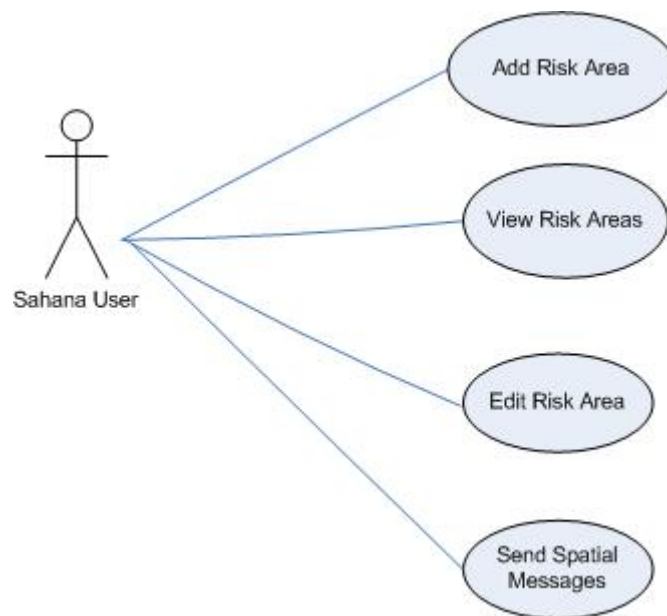 Add Risk Area
View Risk Areas
Sahana User
Edit Risk Area
Send Spatial
Messages